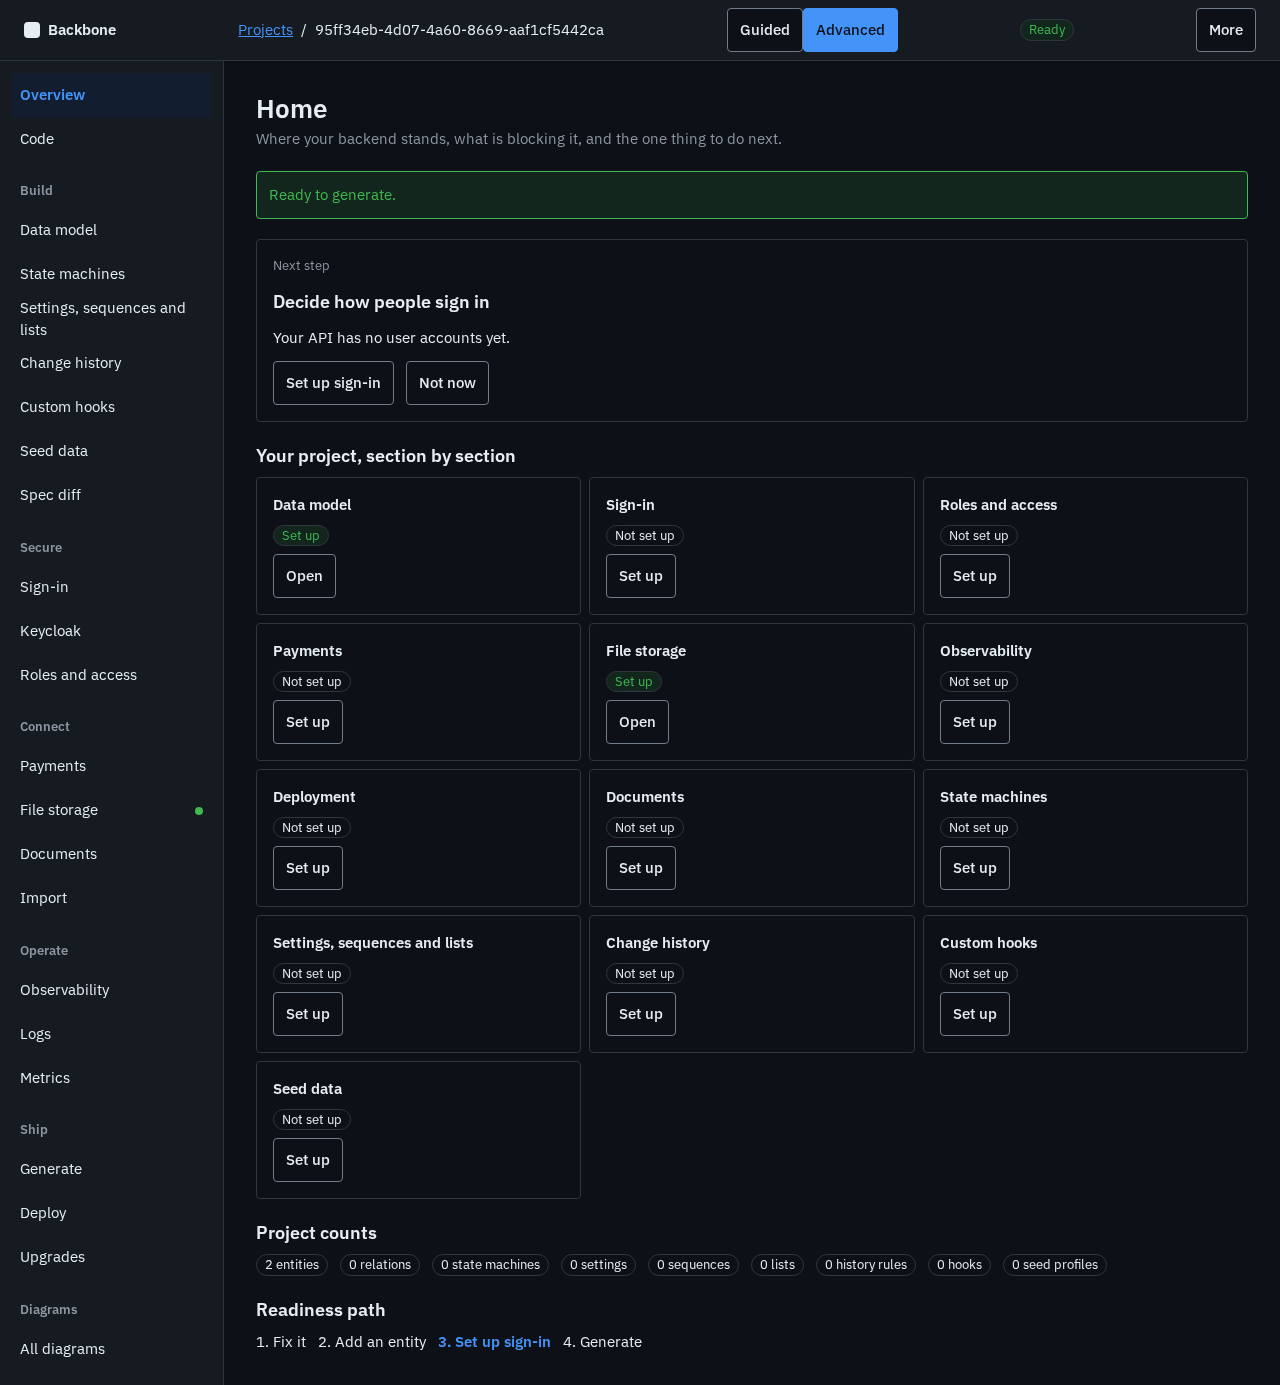 Backbone
Projects / 95ff34eb-4d07-4a60-8669-aaf1cf5442ca
Guided
Advanced
Ready
More
Overview
Code
Build
Data model
State machines
Settings, sequences and
lists
Change history
Custom hooks
Seed data
Spec diff
Secure
Sign-in
Keycloak
Roles and access
Connect
Payments
File storage
Documents
Import
Operate
Observability
Logs
Metrics
Ship
Generate
Deploy
Upgrades
Diagrams
All diagrams
Home
Where your backend stands, what is blocking it, and the one thing to do next.
Ready to generate.
Next step
Decide how people sign in
Your API has no user accounts yet.
Set up sign-in
Not now
Your project, section by section
Data model
Set up
Open
Sign-in
Not set up
Set up
Roles and access
Not set up
Set up
Payments
Not set up
Set up
File storage
Set up
Open
Observability
Not set up
Set up
Deployment
Not set up
Set up
Documents
Not set up
Set up
State machines
Not set up
Set up
Settings, sequences and lists
Not set up
Set up
Change history
Not set up
Set up
Custom hooks
Not set up
Set up
Seed data
Not set up
Set up
Project counts
2 entities
0 relations
0 state machines
0 settings
0 sequences
0 lists
0 history rules
0 hooks
0 seed profiles
Readiness path
1. Fix it
2. Add an entity
3. Set up sign-in
4. Generate